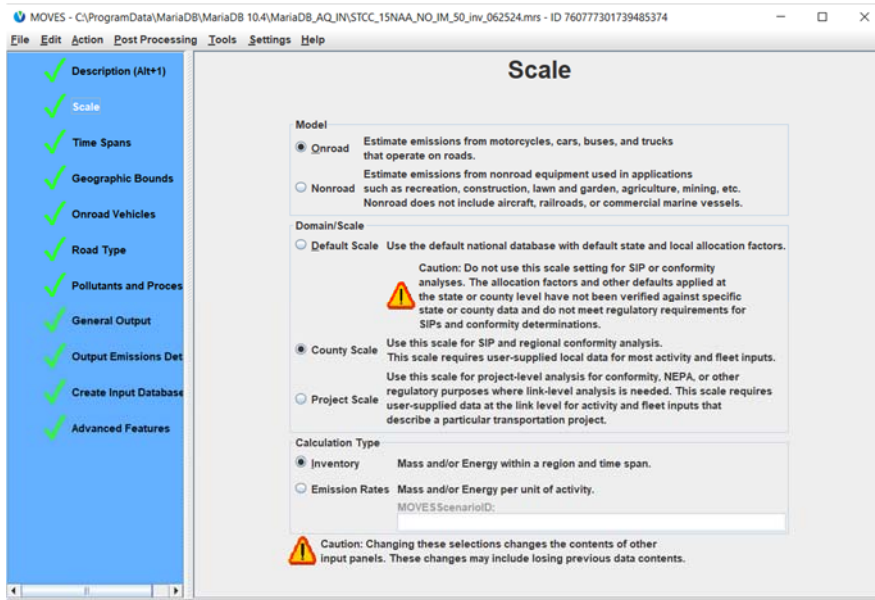 MOVES - C:\ProgramData\MariaDB\MariaDB 10.4\MariaDB_AQ_IN\STCC_15NAA_NO_IM_50_inv_062524.mrs - ID 760777301739485374
File Edit Action Post Processing Tools Settings Help
Description (Alt+1)
Scale
Time Spans
Geographic Bounds
Onroad Vehicles
Road Type
Pollutants and Proces
General Output
Output Emissions Det
Create Input Database
Advanced Features
Scale
Model
Onroad Estimate emissions from motorcycles, cars, buses, and trucks
that operate on roads.
Estimate emissions from nonroad equipment used in applications
Nonroad such as recreation, construction, lawn and garden, agriculture, mining, etc.
Nonroad does not include aircraft, railroads, or commercial marine vessels.
Domain/Scale
Default Scale Use the default national database with default state and local allocation factors.
Caution: Do not use this scale setting for SIP or conformity
analyses. The allocation factors and other defaults applied at
the state or county level have not been verified against specific
state or county data and do not meet regulatory requirements for
SIPs and conformity determinations.
County Scale Use this scale for SIP and regional conformity analysis.
This scale requires user-supplied local data for most activity and fleet inputs.
Use this scale for project-level analysis for conformity, NEPA, or other
regulatory purposes where link-level analysis is needed. This scale requires
Project Scale user-supplied data at the link level for activity and fleet inputs that
describe a particular transportation project.
Calculation Type
Inventory Mass and/or Energy within a region and time span.
Emission Rates Mass and/or Energy per unit of activity.
MOVESScenarioID:
Caution: Changing these selections changes the contents of other
input panels. These changes may include losing previous data contents.